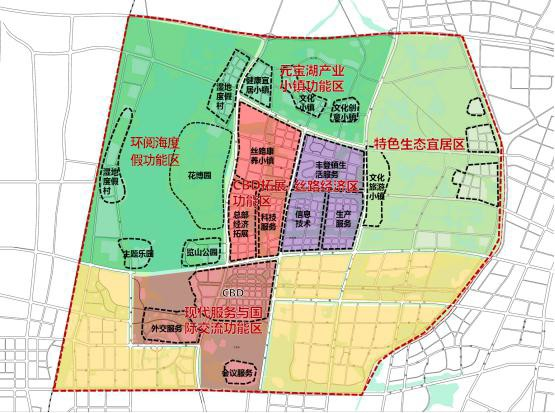 元宝湖产业
小镇功能区
湿地
度假
村
健康宜
居小镇
文化
小镇
文化创
意小镇
环阅海度
假功能区
丝路康
养小镇
丰登镇生
活服务
特色生态宜居区
湿地
度假
村
花博园
CBD拓展
功能区
丝路经济区
文化
旅游
小镇
总部
经济
拓展
科技
服务
信息
技术
生产
服务
主题乐园
览山公园
CBD
现代服务与国
际交流功能区
外交服务
会议服务